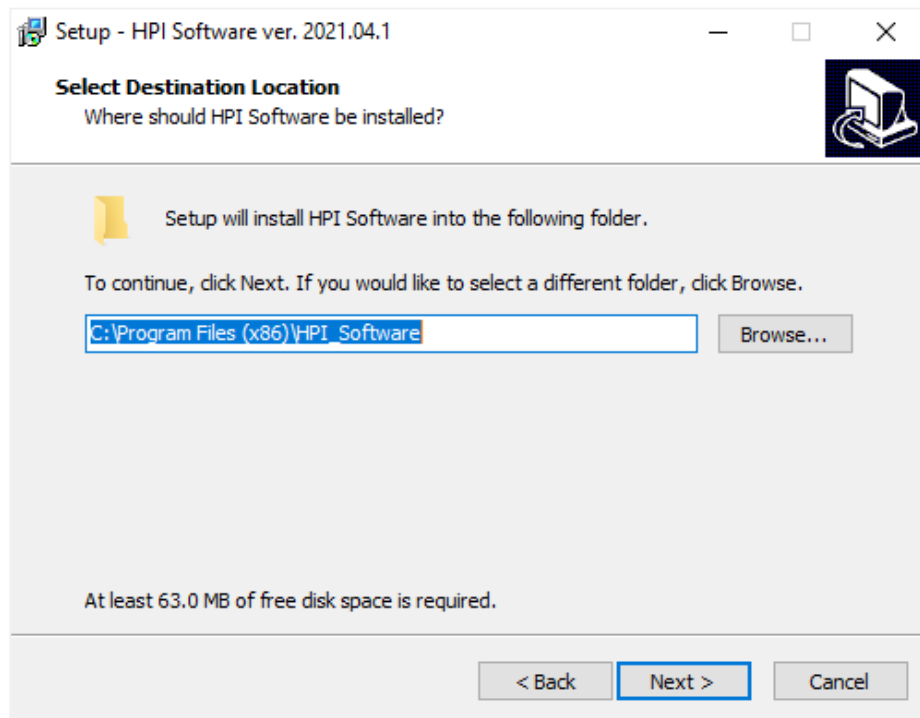 Setup - HPI Software ver. 2021.04.1
Select Destination Location
Where should HPI Software be installed?
Setup will install HPI Software into the following folder.
To continue, click Next. If you would like to select a different folder, click Browse.
C:\Program Files (x86)\HPI_Software
Browse...
At least 63.0 MB of free disk space is required.
< Back
Next >
Cancel